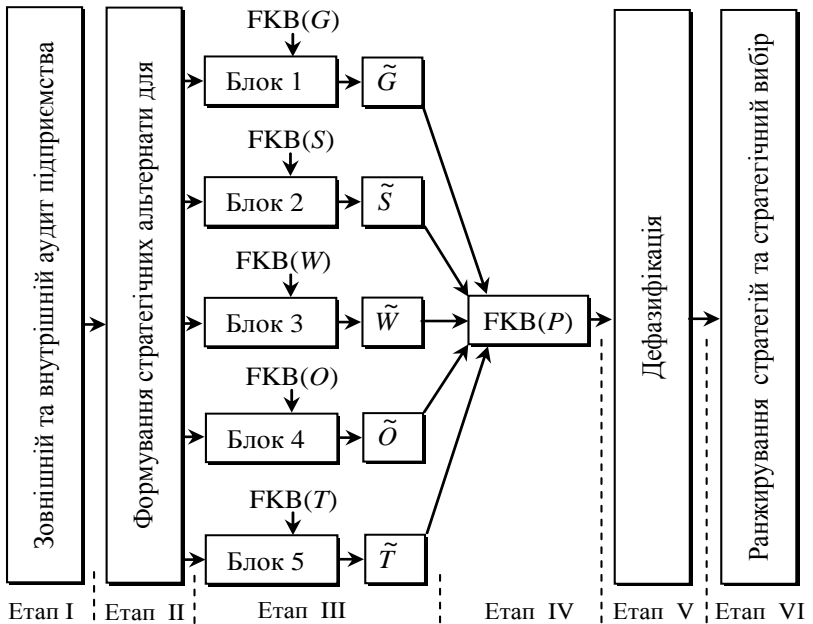 Зовнішній та внутрішній аудит підприємства
Формування стратегічних альтернати для
FKB(G)
Блок 1
G̃
FKB(S)
Блок 2
S̃
FKB(W)
Блок 3
W̃
FKB(O)
Блок 4
Õ
FKB(T)
Блок 5
T̃
FKB(P)
Дефазифікація
Ранжирування стратегій та стратегічний вибір
Етап I
Етап II
Етап III
Етап IV
Етап V
Етап VI